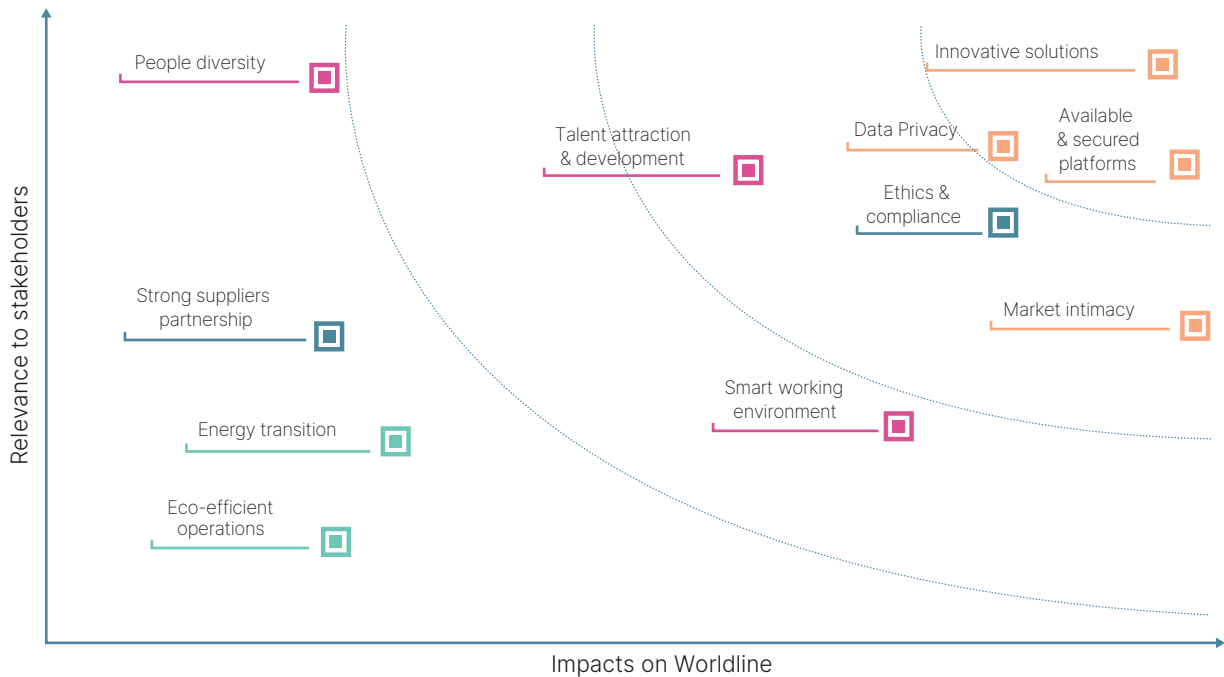 People diversity
Innovative solutions
Talent attraction
& development
Data Privacy
Available
& secured
platforms
Ethics &
compliance
Strong suppliers
partnership
Market intimacy
Smart working
environment
Energy transition
Eco-efficient
operations
Relevance to stakeholders
Impacts on Worldline